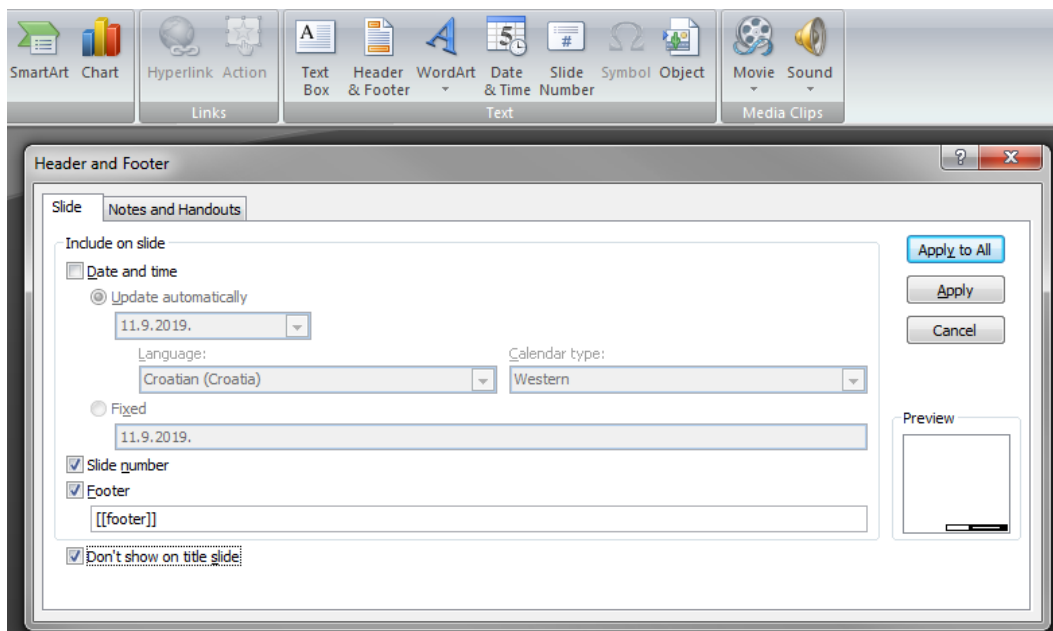 SmartArt Chart Hyperlink Action Text Box Header & Footer WordArt Date & Time Slide Number Symbol Object Movie Sound
Links Text Media Clips
Header and Footer
Slide Notes and Handouts
Include on slide
Date and time
Update automatically
11.9.2019.
Language: Calendar type:
Croatian (Croatia) Western
Fixed
11.9.2019.
Slide number
Footer
[[footer]]
Don't show on title slide
Apply to All
Apply
Cancel
Preview